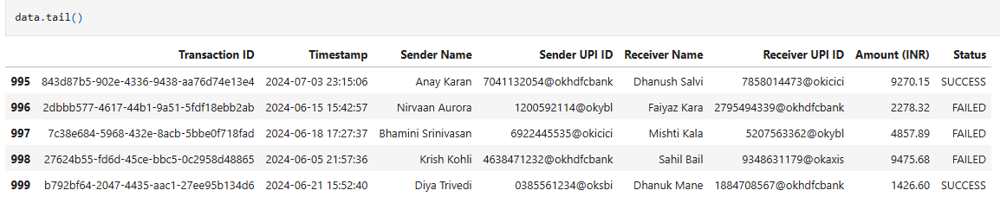 data.tail()
Transaction ID Timestamp Sender Name Sender UPI ID Receiver Name Receiver UPI ID Amount (INR) Status
995 843d87b5-902e-4336-9438-aa76d74e13e4 2024-07-03 23:15:06 Anay Karan 7041132054@okhdfcbank Dhanush Salvi 7858014473@okicici 9270.15 SUCCESS
996 2dbbb577-4617-44b1-9a51-5fdf18ebb2ab 2024-06-15 15:42:57 Nirvaan Aurora 1200592114@okybl Faiyaz Kara 2795494339@okhdfcbank 2278.32 FAILED
997 7c38e684-5968-432e-8acb-5bbe0f718fad 2024-06-18 17:27:37 Bhamini Srinivasan 6922445535@okicici Mishti Kala 5207563362@okybl 4857.89 FAILED
998 27624b55-fd6d-45ce-bbc5-0c2958d48865 2024-06-05 21:57:36 Krish Kohli 4638471232@okhdfcbank Sahil Bail 9348631179@okaxis 9475.68 FAILED
999 b792bf64-2047-4435-aac1-27ee95b134d6 2024-06-21 15:52:40 Diya Trivedi 0385561234@oksbi Dhanuk Mane 1884708567@okhdfcbank 1426.60 SUCCESS